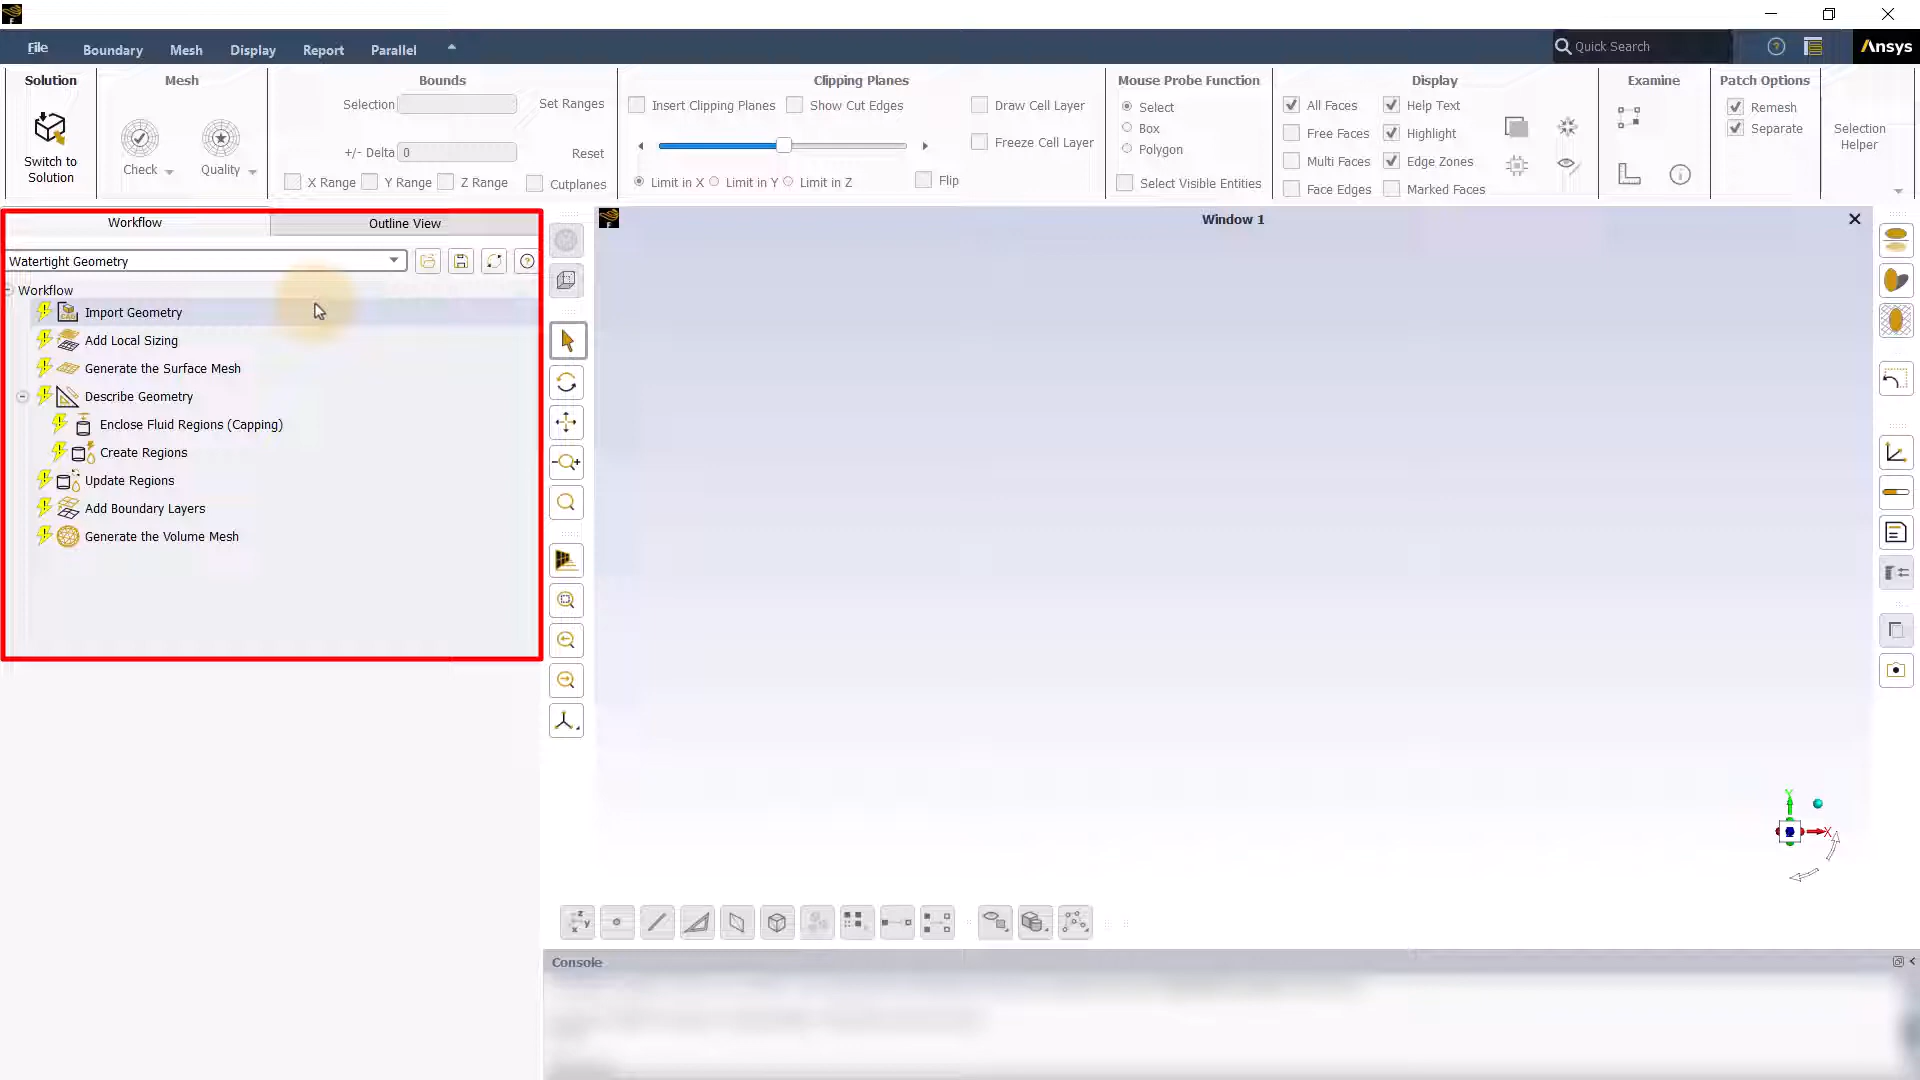 File Boundary Mesh Display Report Parallel
Quick Search
Ansys
Solution Mesh Bounds Clipping Planes Mouse Probe Function Display Examine Patch Options
Switch to
Solution
Check
Quality
Selection
Set Ranges
+/- Delta 0
Reset
X Range Y Range Z Range Cutplanes
Insert Clipping Planes Show Cut Edges Draw Cell Layer
Freeze Cell Layer
Limit in X Limit in Y Limit in Z Flip
Select
Box
Polygon
Select Visible Entities
All Faces Help Text
Free Faces Highlight
Multi Faces Edge Zones
Face Edges Marked Faces
Remesh
Separate
Selection
Helper
Workflow Outline View
Watertight Geometry
Workflow
Import Geometry
Add Local Sizing
Generate the Surface Mesh
Describe Geometry
Enclose Fluid Regions (Capping)
Create Regions
Update Regions
Add Boundary Layers
Generate the Volume Mesh
Window 1
Y
X
Console